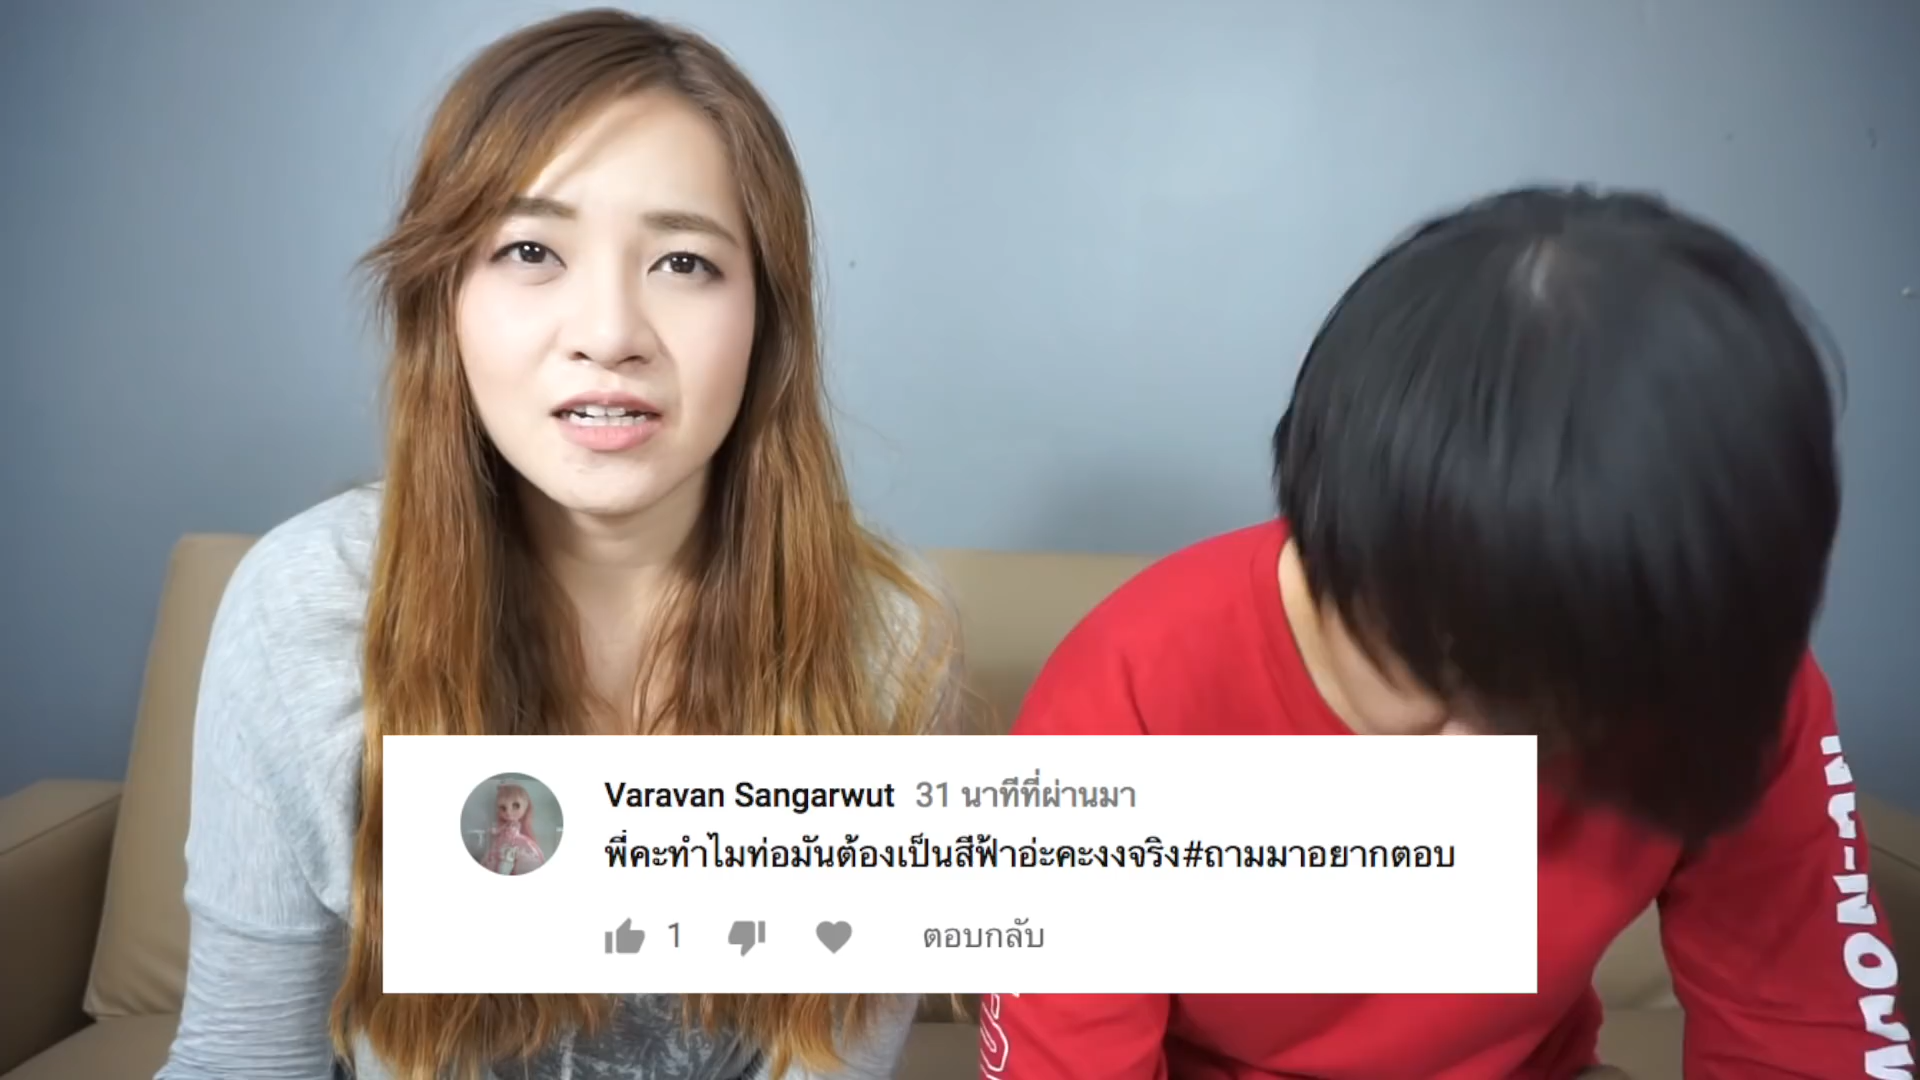 Varavan Sangarwut 31 นาทีที่ผ่านมา
พี่คะทำไมท่อมันต้องเป็นสีฟ้าอ่ะคะงงจริง#ถามมาอยากตอบ
1 ตอบกลับ